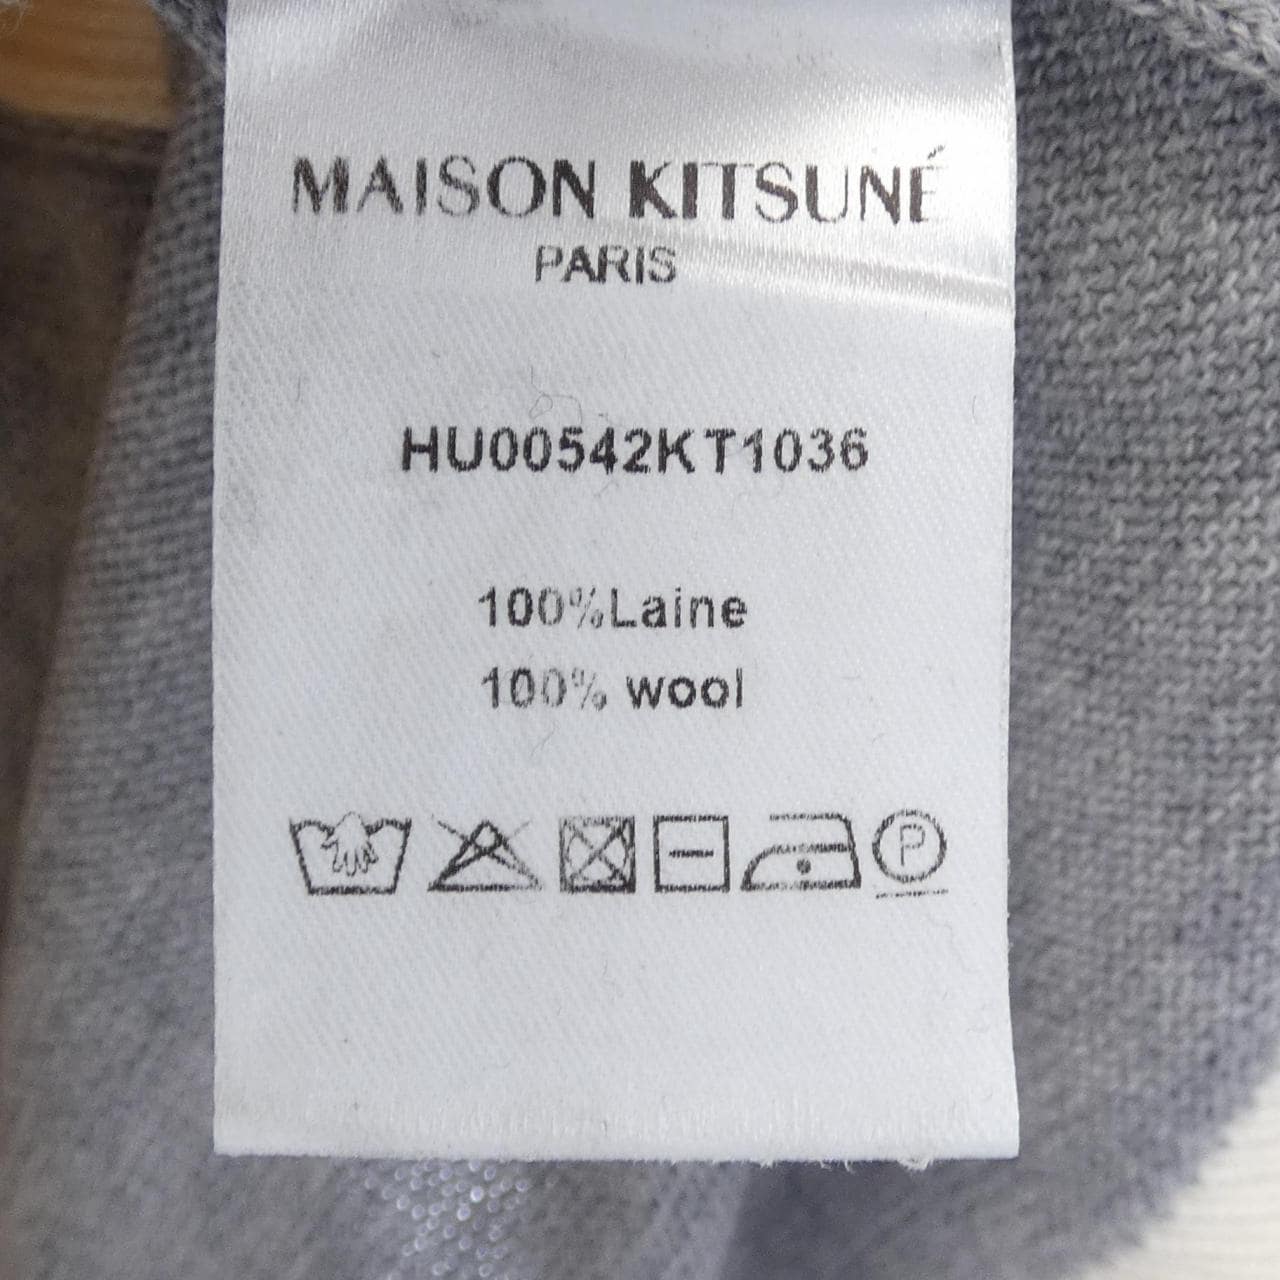 MAISON KITSUNÉ
PARIS
HU00542KT1036
100%Laine
100% wool
P